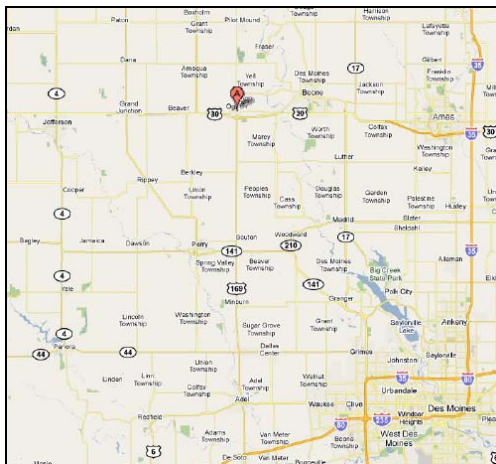 Boxholm
Pilot Mound
Harrison Township
Paton
Grant Township
Lafayette Township
Fraser
Dana
Amaqua Township
Yell Township
Des Moines Township
17
Jackson Township
Gilbert
Franklin Township
35
4
Grand Junction
Beaver
A
Boone
Jefferson
30
30
Colfax Township
Ames
30
Marcy Township
Worth Township
Washington Township
35
Luther
Kelley
Rippey
Berkley
Cooper
Union Township
Peoples Township
Cass Township
Douglas Township
Garden Township
Palestine Township
Huxley
4
Madrid
Slater
Sheldahl
Bagley
Jamaica
Dawson
Perry
Bouton
Woodward
17
141
210
35
Spring Valley Township
Beaver Township
Des Moines Township
Alleman
Big Creek State Park
4
Yale
169
141
Polk City
Minburn
Granger
Lincoln Township
Washington Township
Sugar Grove Township
Grant Township
Saylorville Lake
Ankeny
4
Panora
44
44
Dallas Center
Grimes
Johnston
Saylorville
Linden
Linn Township
Union Township
Colfax Township
Adel Township
Walnut Township
35
80
Urbandale
Adel
Waukee
Clive
235
Windsor Heights
Des Moines
Redfield
80
West Des Moines
Adams Township
Van Meter Township
Boone Township
6
De Soto
Van Meter
Booneville